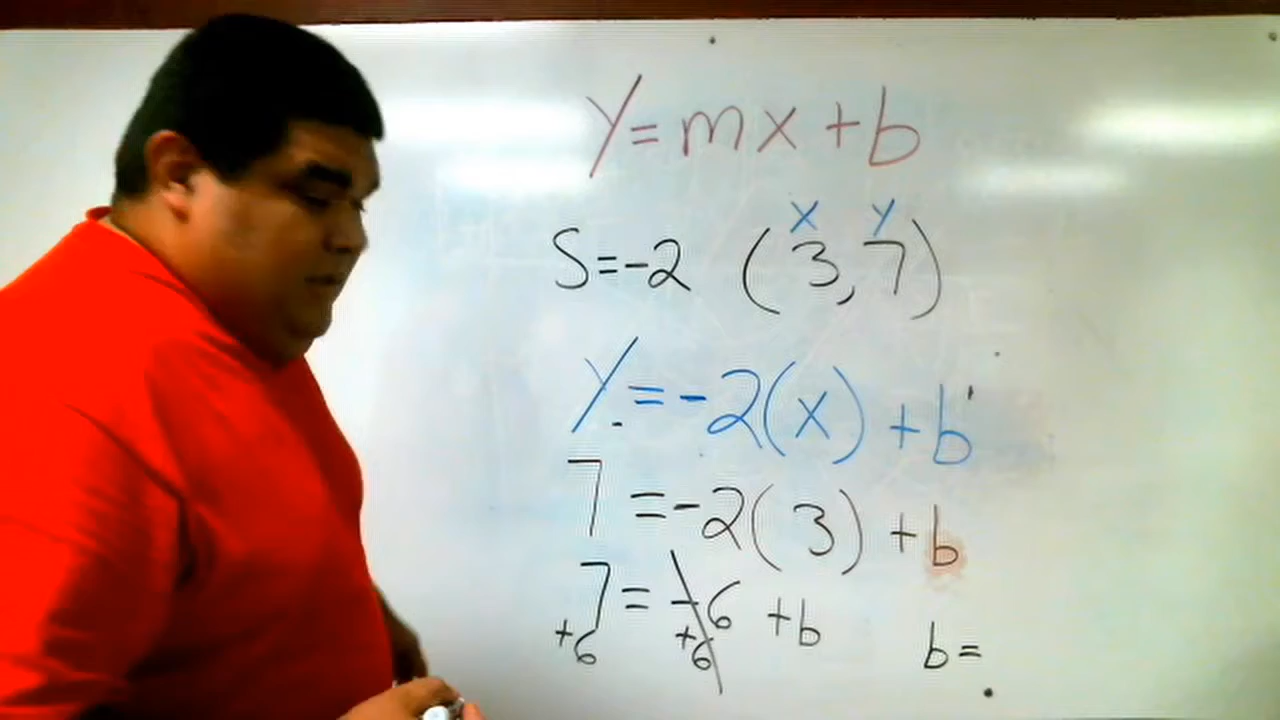 y=mx+b
x y
S=-2 (3,7)
y=-2(x)+b
7=-2(3)+b
7=-6+b b=
+6 +6